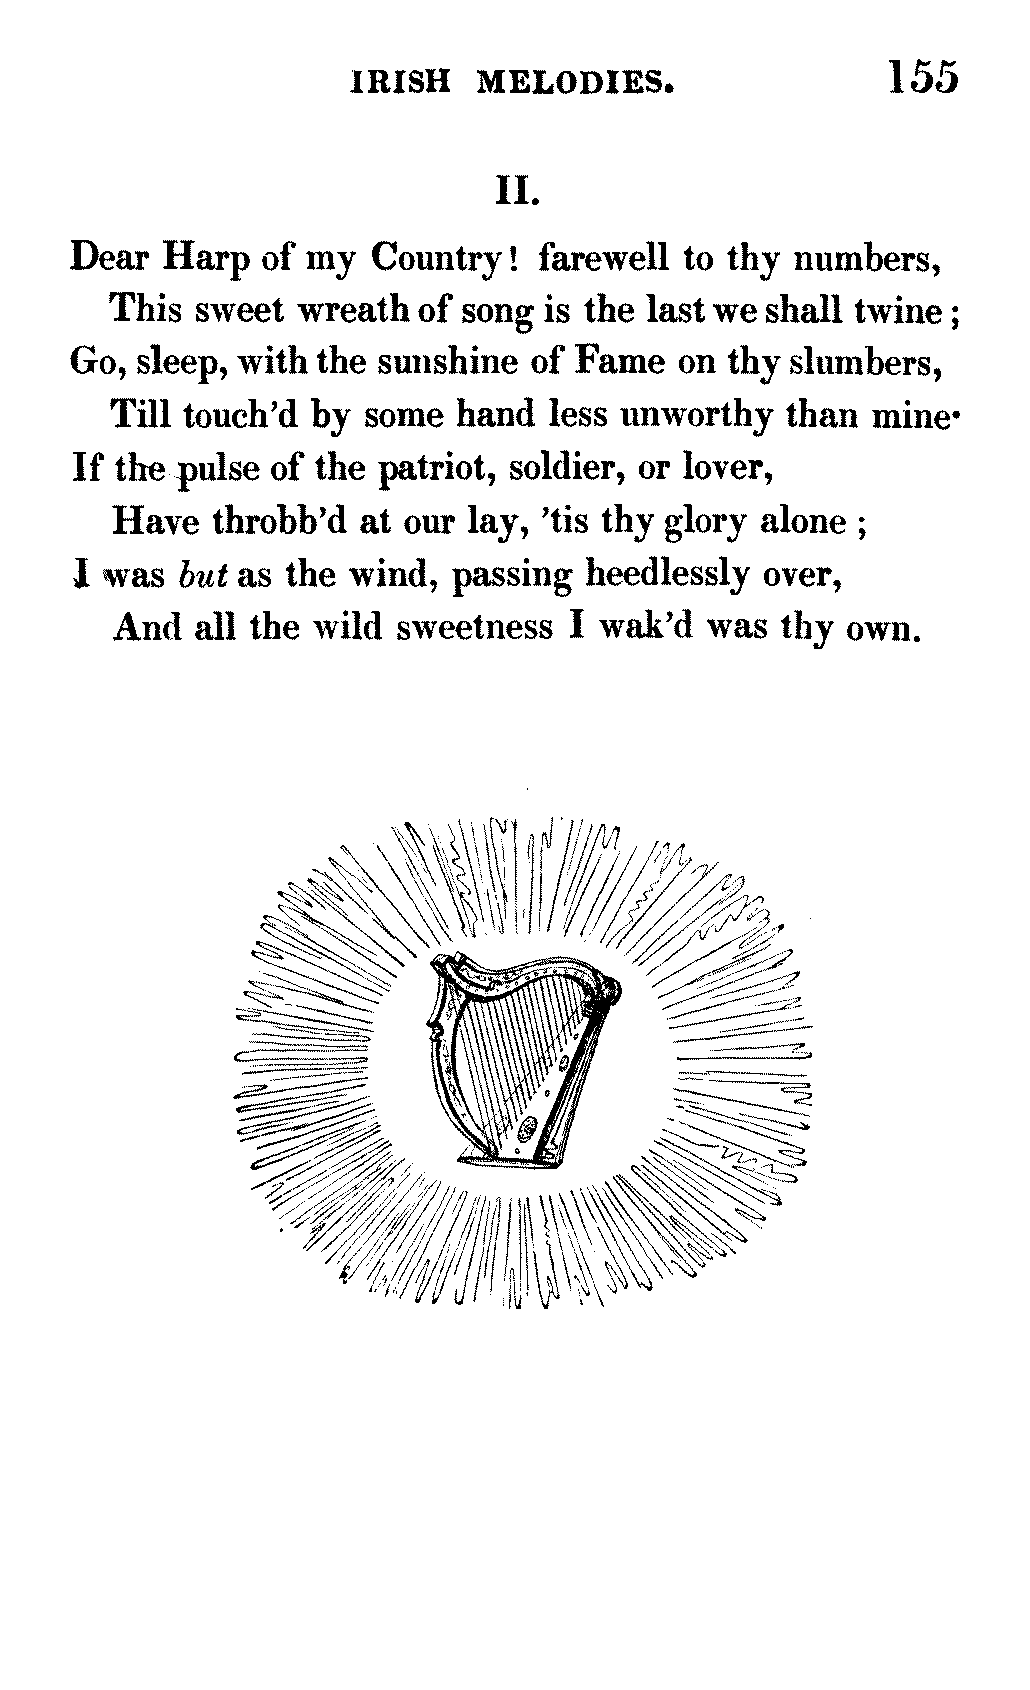 IRISH MELODIES. 155
II.
Dear Harp of my Country! farewell to thy numbers,
This sweet wreath of song is the last we shall twine;
Go, sleep, with the sunshine of Fame on thy slumbers,
Till touch'd by some hand less unworthy than mine·
If the pulse of the patriot, soldier, or lover,
Have throbb'd at our lay, 'tis thy glory alone;
I was but as the wind, passing heedlessly over,
And all the wild sweetness I wak'd was thy own.